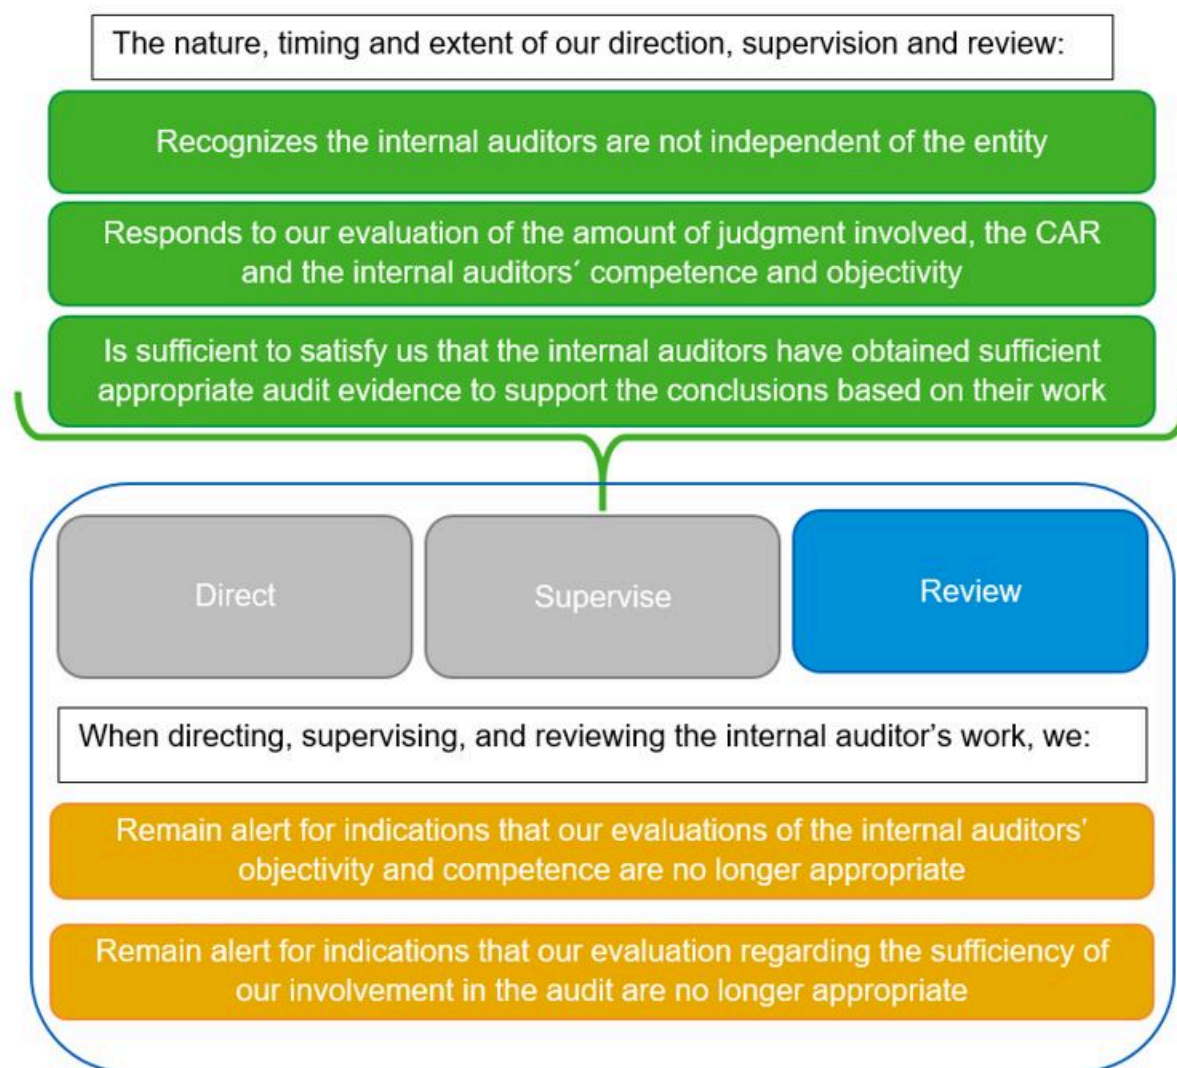 The nature, timing and extent of our direction, supervision and review:
Recognizes the internal auditors are not independent of the entity
Responds to our evaluation of the amount of judgment involved, the CAR
and the internal auditors´ competence and objectivity
Is sufficient to satisfy us that the internal auditors have obtained sufficient
appropriate audit evidence to support the conclusions based on their work
Direct
Supervise
Review
When directing, supervising, and reviewing the internal auditor’s work, we:
Remain alert for indications that our evaluations of the internal auditors’
objectivity and competence are no longer appropriate
Remain alert for indications that our evaluation regarding the sufficiency of
our involvement in the audit are no longer appropriate